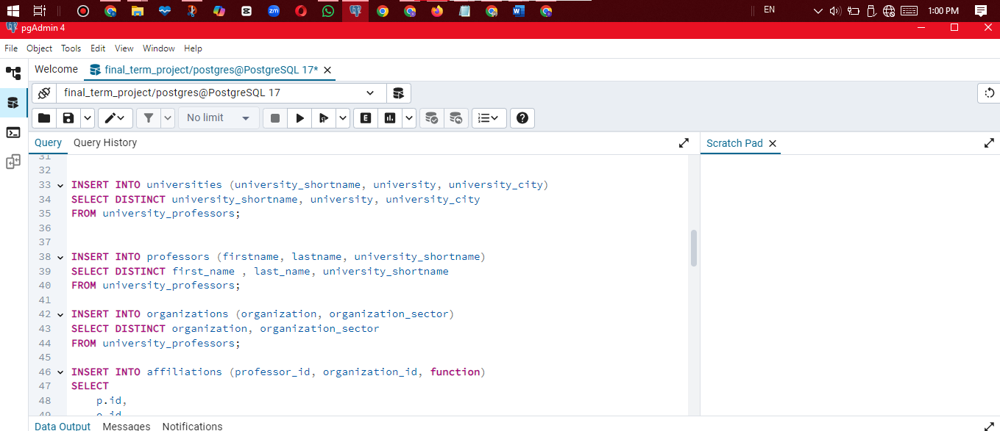 EN
1:00 PM
pgAdmin 4
File Object Tools Edit View Window Help
Welcome final_term_project/postgres@PostgreSQL 17*
final_term_project/postgres@PostgreSQL 17
No limit
Query Query History
Scratch Pad
31
32
33 INSERT INTO universities (university_shortname, university, university_city)
34 SELECT DISTINCT university_shortname, university, university_city
35 FROM university_professors;
36
37
38 INSERT INTO professors (firstname, lastname, university_shortname)
39 SELECT DISTINCT first_name , last_name, university_shortname
40 FROM university_professors;
41
42 INSERT INTO organizations (organization, organization_sector)
43 SELECT DISTINCT organization, organization_sector
44 FROM university_professors;
45
46 INSERT INTO affiliations (professor_id, organization_id, function)
47 SELECT
48 p.id,
49 o.id
Data Output Messages Notifications